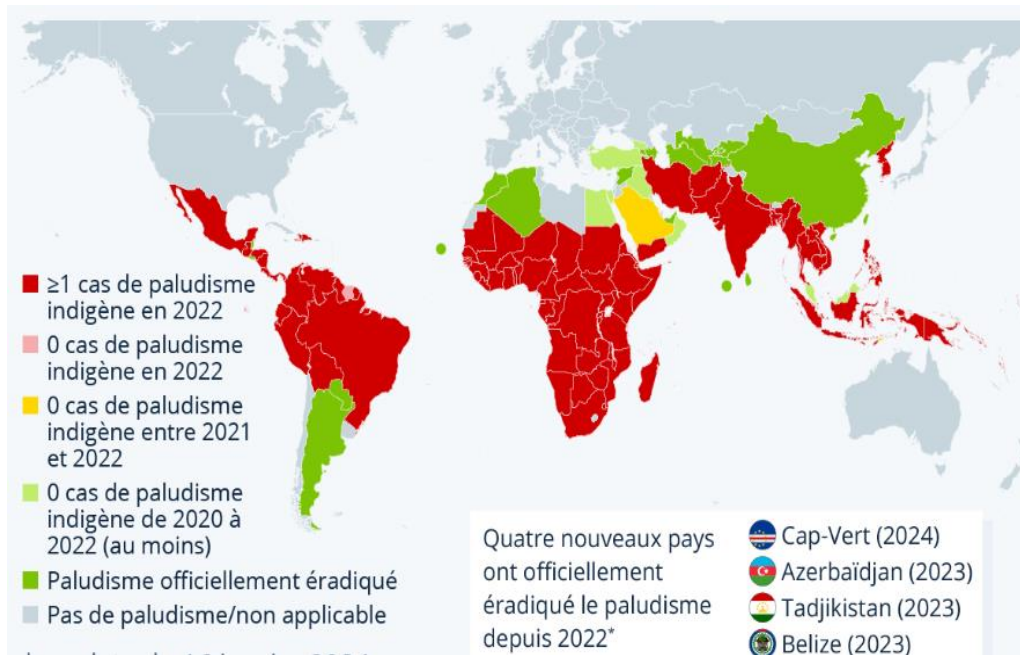 ≥1 cas de paludisme
indigène en 2022
0 cas de paludisme
indigène en 2022
0 cas de paludisme
indigène entre 2021
et 2022
0 cas de paludisme
indigène de 2020 à
2022 (au moins)
Paludisme officiellement éradiqué
Pas de paludisme/non applicable
Quatre nouveaux pays
ont officiellement
éradiqué le paludisme
depuis 2022*
Cap-Vert (2024)
Azerbaïdjan (2023)
Tadjikistan (2023)
Belize (2023)